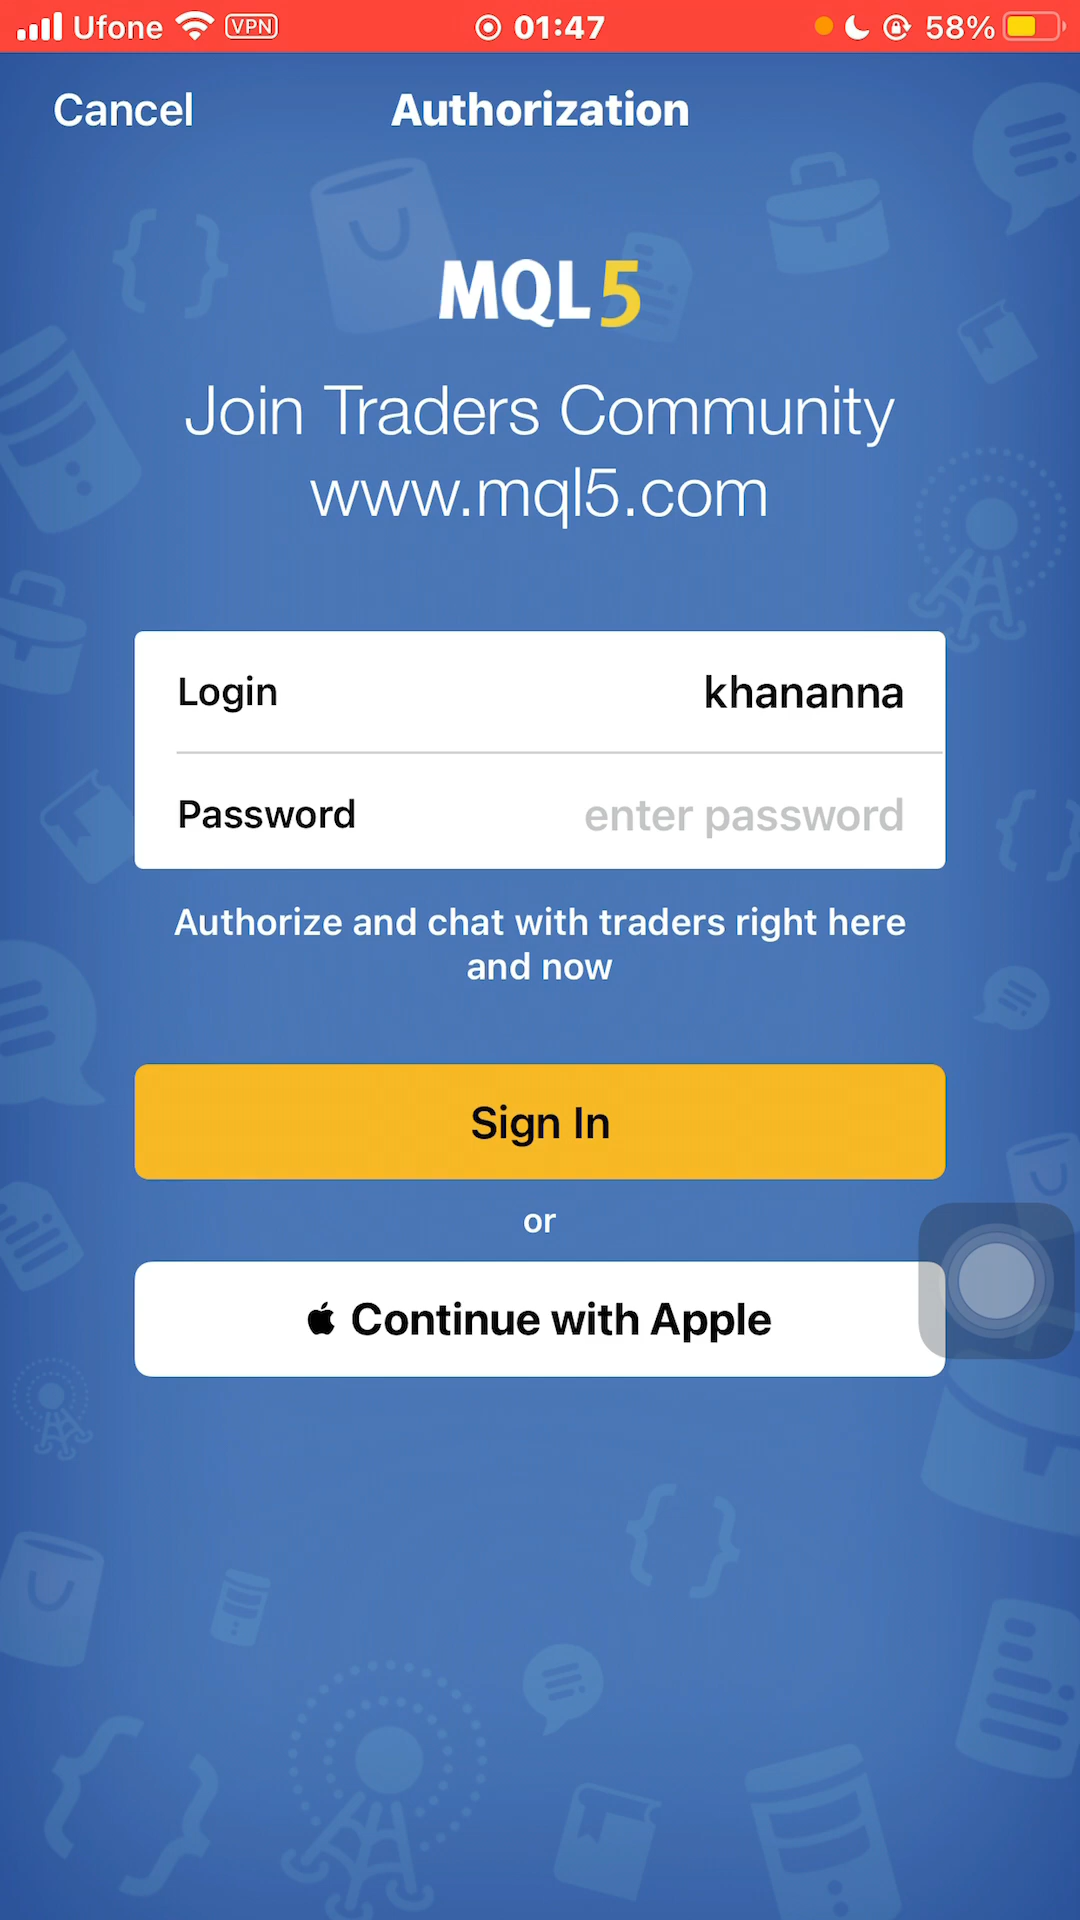 Ufone VPN 01:47 58%
Cancel Authorization
MQL5
Join Traders Community
www.mql5.com
Login khananna
Password enter password
Authorize and chat with traders right here
and now
Sign In
or
Continue with Apple